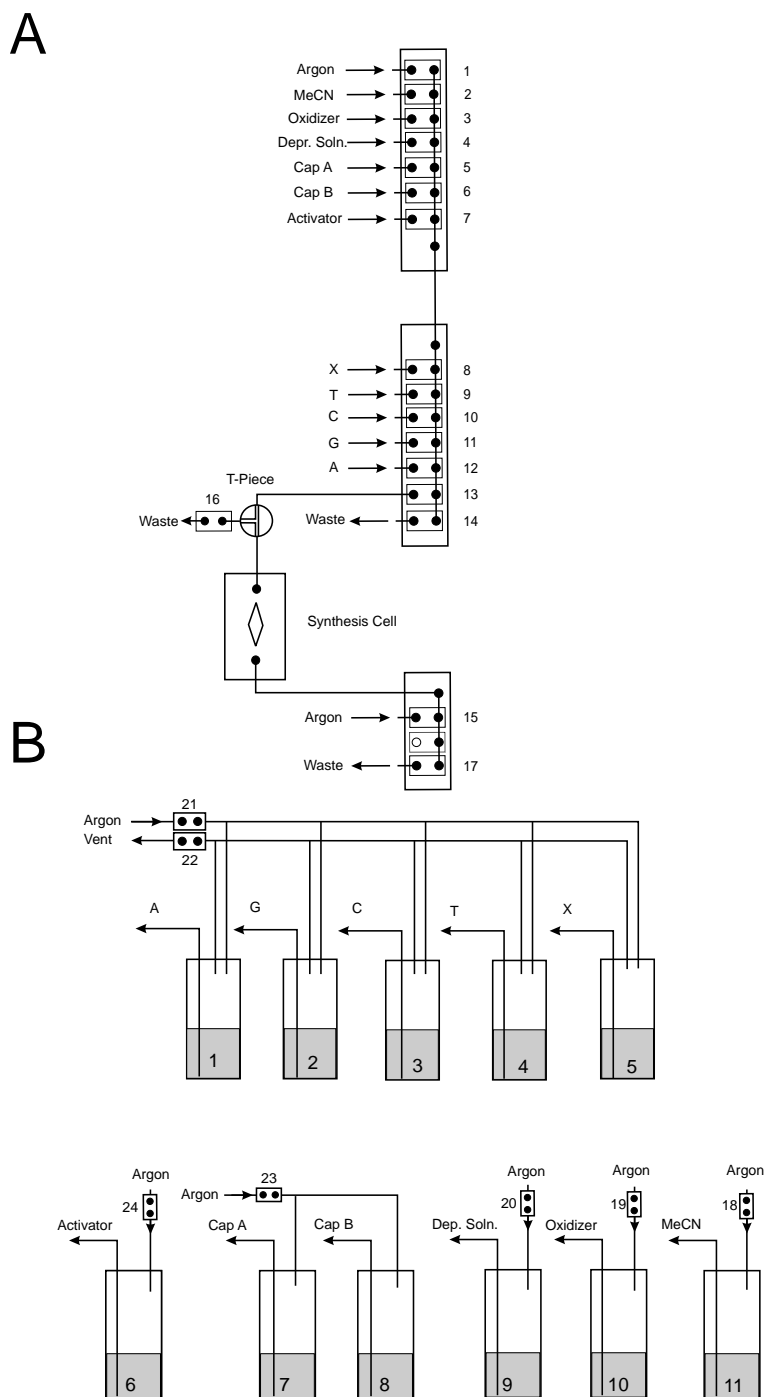 A
Argon 1
MeCN 2
Oxidizer 3
Depr. Soln. 4
Cap A 5
Cap B 6
Activator 7
X 8
T 9
C 10
G 11
A 12
T-Piece
13
16
Waste
Waste 14
Synthesis Cell
Argon 15
Waste 17
B
21
Argon
Vent
22
A G C T X
1 2 3 4 5
Argon
24
Activator
23
Argon
Cap A Cap B
Argon
20
Dep. Soln.
Argon
19
Oxidizer
Argon
18
MeCN
6 7 8 9 10 11